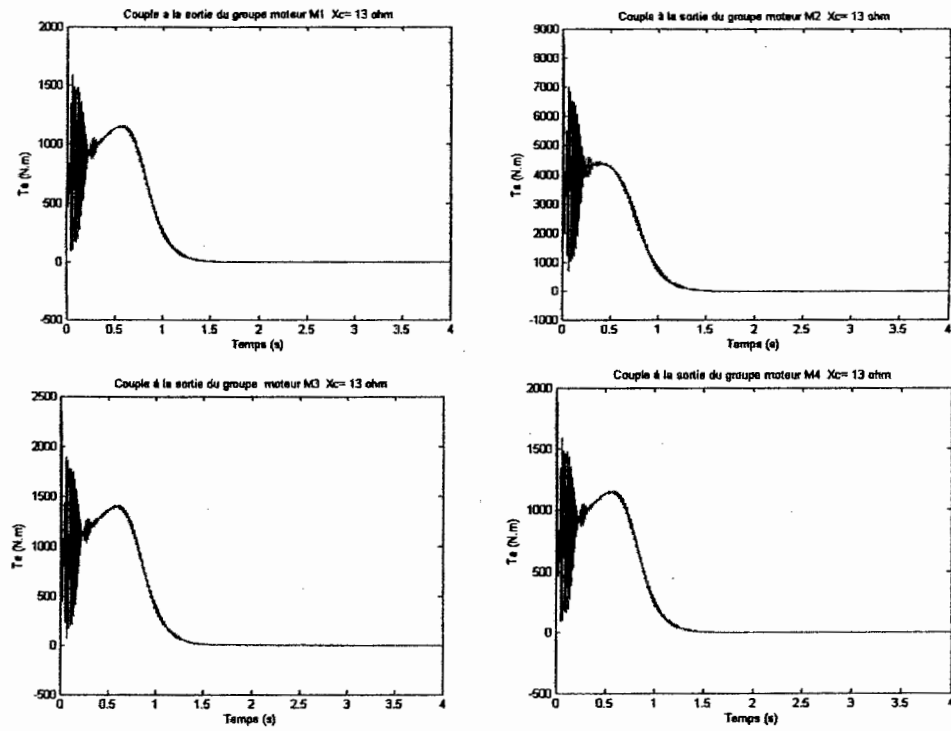 Couple à la sortie du groupe moteur M1 Xc= 13 ohm
2000
1500
1000
500
0
-500
Te (N.m)
0 0.5 1 1.5 2 2.5 3 3.5 4
Temps (s)
Couple à la sortie du groupe moteur M2 Xc= 13 ohm
9000
8000
7000
6000
5000
4000
3000
2000
1000
0
-1000
Te (N.m)
0 0.5 1 1.5 2 2.5 3 3.5 4
Temps (s)
Couple à la sortie du groupe moteur M3 Xc= 13 ohm
2500
2000
1500
1000
500
0
-500
Te (N.m)
0 0.5 1 1.5 2 2.5 3 3.5 4
Temps (s)
Couple à la sortie du groupe moteur M4 Xc= 13 ohm
2000
1500
1000
500
0
-500
Te (N.m)
0 0.5 1 1.5 2 2.5 3 3.5 4
Temps (s)